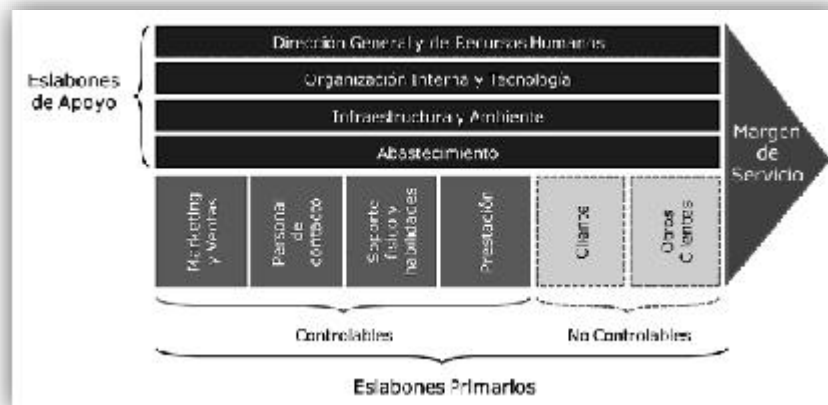 Dirección General y de Recursos Humanos
Eslabones
de Apoyo
Organización Interna y Tecnología
Infraestructura y Ambiente
Abastecimiento
Margen
de
Servicio
Marketing
y Ventas
Persona
de
contacto
Soporte
físico y
habilidades
Prestación
Cliente
Otros
Clientes
Controlables
No Controlables
Eslabones Primarios